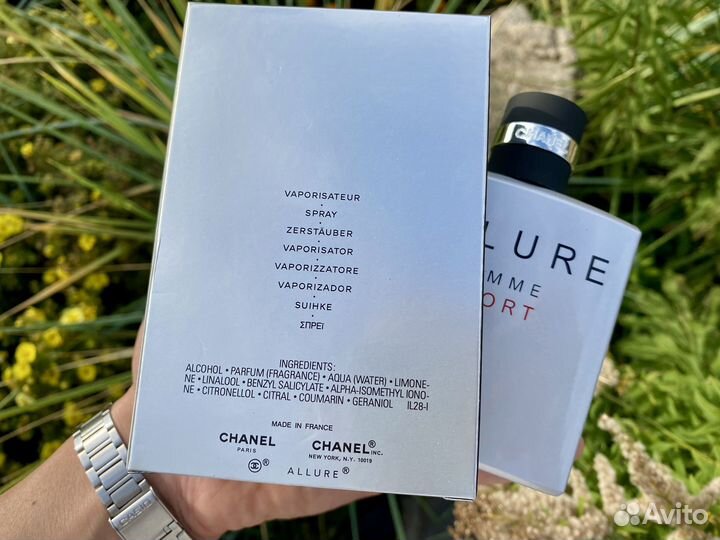 VAPORISATEUR
•
SPRAY
•
ZERSTÄUBER
•
VAPORISATOR
•
VAPORIZZATORE
•
VAPORIZADOR
•
SUIHKE
•
ΣΠΡΕΪ
INGREDIENTS:
ALCOHOL • PARFUM (FRAGRANCE) • AQUA (WATER) • LIMONE-
NE • LINALOOL • BENZYL SALICYLATE • ALPHA-ISOMETHYL IONO-
NE • CITRONELLOL • CITRAL • COUMARIN • GERANIOL IL28-I
MADE IN FRANCE
CHANEL
PARIS
®
CHANEL® INC.
NEW YORK, N.Y. 10019
ALLURE®
CHANEL
LURE
MME
ORT
CASIO
Avito